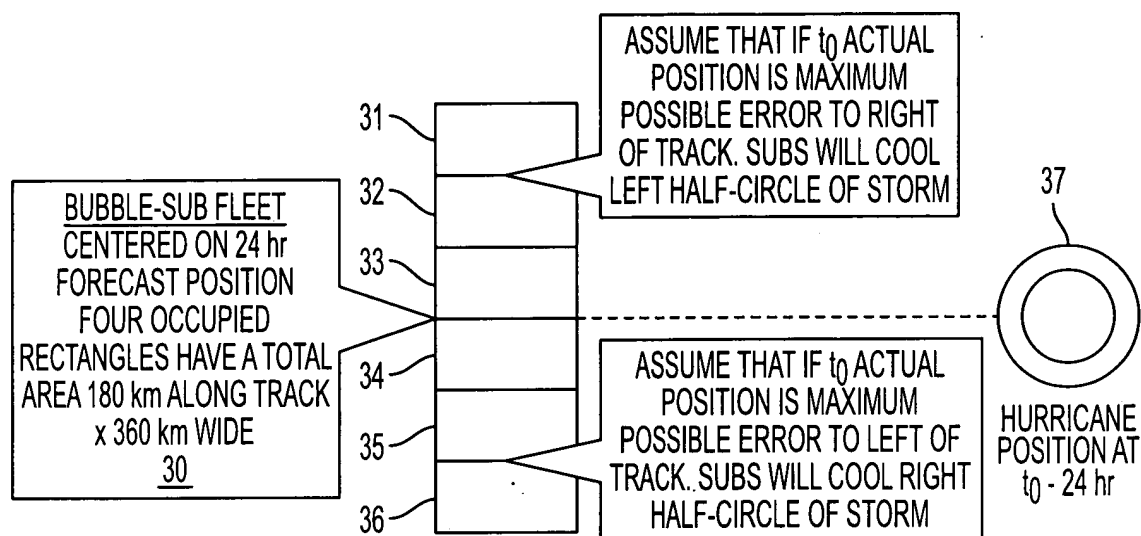 ASSUME THAT IF t0 ACTUAL
POSITION IS MAXIMUM
POSSIBLE ERROR TO RIGHT
OF TRACK. SUBS WILL COOL
LEFT HALF-CIRCLE OF STORM
31
32
33
34
35
36
BUBBLE-SUB FLEET
CENTERED ON 24 hr
FORECAST POSITION
FOUR OCCUPIED
RECTANGLES HAVE A TOTAL
AREA 180 km ALONG TRACK
x 360 km WIDE
30
37
HURRICANE
POSITION AT
t0 - 24 hr
ASSUME THAT IF t0 ACTUAL
POSITION IS MAXIMUM
POSSIBLE ERROR TO LEFT OF
TRACK. SUBS WILL COOL RIGHT
HALF-CIRCLE OF STORM